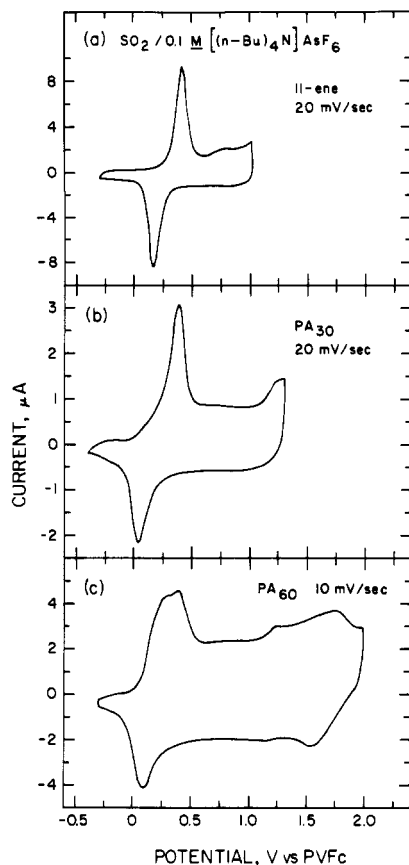 (a) SO2 / 0.1 M [(n-Bu)4N] AsF6
11-ene
20 mV/sec
8
4
0
-4
-8
(b)
PA30
20 mV/sec
3
2
1
0
-1
-2
(c)
PA60 10 mV/sec
4
2
0
-2
-4
CURRENT, μA
-0.5 0 0.5 1.0 1.5 2.0
POTENTIAL, V vs PVFc